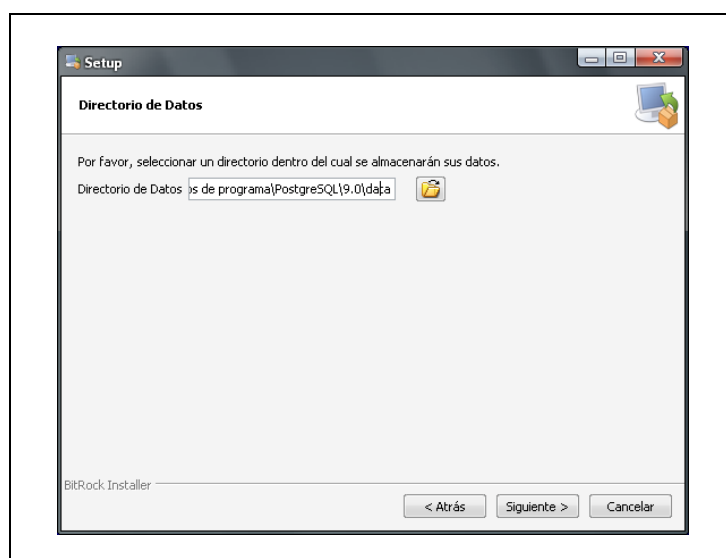 Setup
Directorio de Datos
Por favor, seleccionar un directorio dentro del cual se almacenarán sus datos.
Directorio de Datos os de programa\PostgreSQL\9.0\data
BitRock Installer
< Atrás Siguiente > Cancelar